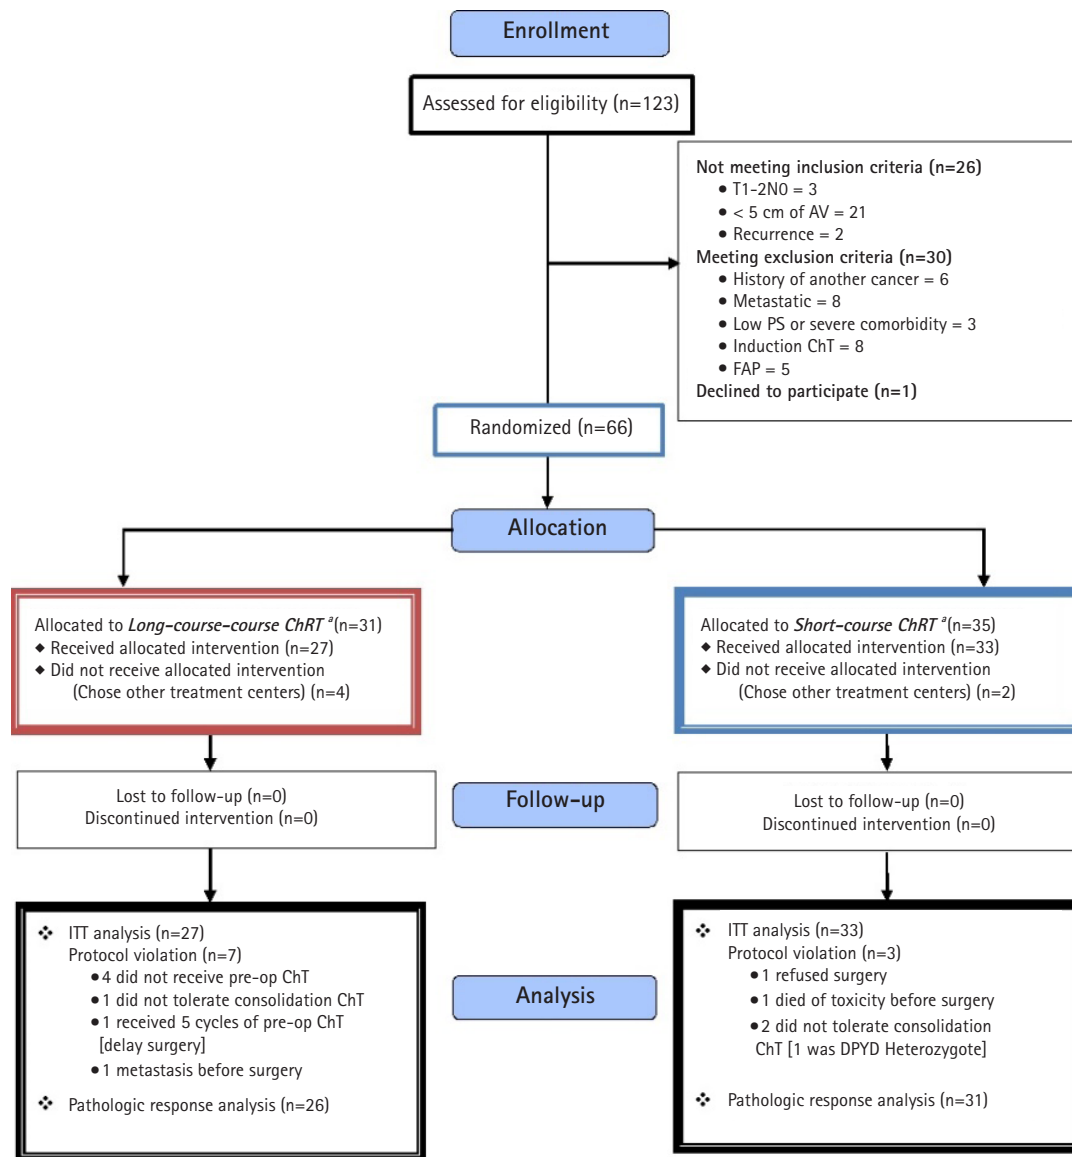 Enrollment
Assessed for eligibility (n=123)
Not meeting inclusion criteria (n=26)
• T1-2N0 = 3
• < 5 cm of AV = 21
• Recurrence = 2
Meeting exclusion criteria (n=30)
• History of another cancer = 6
• Metastatic = 8
• Low PS or severe comorbidity = 3
• Induction ChT = 8
• FAP = 5
Declined to participate (n=1)
Randomized (n=66)
Allocation
Allocated to Long-course-course ChRT a (n=31)
◆ Received allocated intervention (n=27)
◆ Did not receive allocated intervention
(Chose other treatment centers) (n=4)
Allocated to Short-course ChRT a (n=35)
◆ Received allocated intervention (n=33)
◆ Did not receive allocated intervention
(Chose other treatment centers) (n=2)
Follow-up
Lost to follow-up (n=0)
Discontinued intervention (n=0)
Lost to follow-up (n=0)
Discontinued intervention (n=0)
Analysis
❖ ITT analysis (n=27)
Protocol violation (n=7)
• 4 did not receive pre-op ChT
• 1 did not tolerate consolidation ChT
• 1 received 5 cycles of pre-op ChT
[delay surgery]
• 1 metastasis before surgery
❖ Pathologic response analysis (n=26)
❖ ITT analysis (n=33)
Protocol violation (n=3)
• 1 refused surgery
• 1 died of toxicity before surgery
• 2 did not tolerate consolidation
ChT [1 was DPYD Heterozygote]
❖ Pathologic response analysis (n=31)